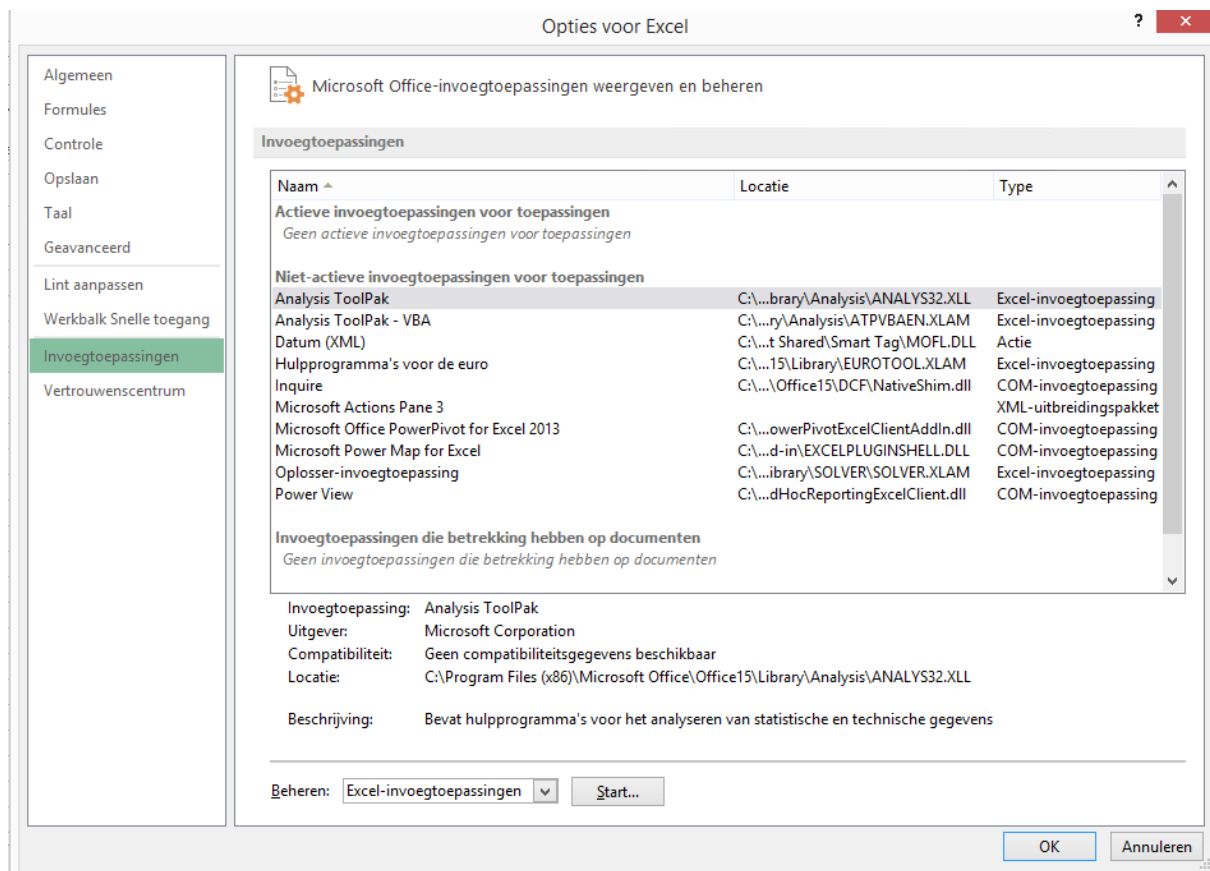 Opties voor Excel
?
Algemeen
Formules
Controle
Opslaan
Taal
Geavanceerd
Lint aanpassen
Werkbalk Snelle toegang
Invoegtoepassingen
Vertrouwenscentrum
Microsoft Office-invoegtoepassingen weergeven en beheren
Invoegtoepassingen
Naam Locatie Type
Actieve invoegtoepassingen voor toepassingen
Geen actieve invoegtoepassingen voor toepassingen
Niet-actieve invoegtoepassingen voor toepassingen
Analysis ToolPak C:\...brary\Analysis\ANALYS32.XLL Excel-invoegtoepassing
Analysis ToolPak - VBA C:\...ry\Analysis\ATPVBAEN.XLAM Excel-invoegtoepassing
Datum (XML) C:\...t Shared\Smart Tag\MOFL.DLL Actie
Hulpprogramma's voor de euro C:\...15\Library\EUROTOOL.XLAM Excel-invoegtoepassing
Inquire C:\...\Office15\DCF\NativeShim.dll COM-invoegtoepassing
Microsoft Actions Pane 3 XML-uitbreidingspakket
Microsoft Office PowerPivot for Excel 2013 C:\...owerPivotExcelClientAddIn.dll COM-invoegtoepassing
Microsoft Power Map for Excel C:\...d-in\EXCELPLUGINSHELL.DLL COM-invoegtoepassing
Oplosser-invoegtoepassing C:\...ibrary\SOLVER\SOLVER.XLAM Excel-invoegtoepassing
Power View C:\...dHocReportingExcelClient.dll COM-invoegtoepassing
Invoegtoepassingen die betrekking hebben op documenten
Geen invoegtoepassingen die betrekking hebben op documenten
Invoegtoepassing: Analysis ToolPak
Uitgever: Microsoft Corporation
Compatibiliteit: Geen compatibiliteitsgegevens beschikbaar
Locatie: C:\Program Files (x86)\Microsoft Office\Office15\Library\Analysis\ANALYS32.XLL
Beschrijving: Bevat hulpprogramma's voor het analyseren van statistische en technische gegevens
Beheren: Excel-invoegtoepassingen Start...
OK Annuleren